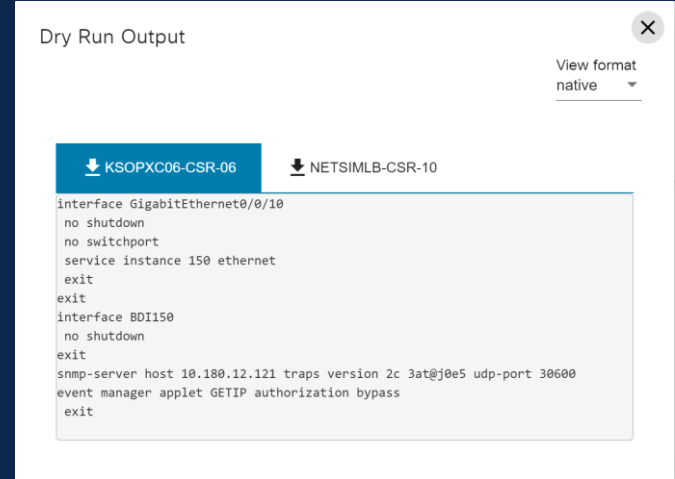 Dry Run Output
View format
native
KSOPXC06-CSR-06
NETSIMLB-CSR-10
interface GigabitEthernet0/0/10
 no shutdown
 no switchport
 service instance 150 ethernet
 exit
exit
interface BDI150
 no shutdown
exit
snmp-server host 10.180.12.121 traps version 2c 3at@j0e5 udp-port 30600
event manager applet GETIP authorization bypass
 exit